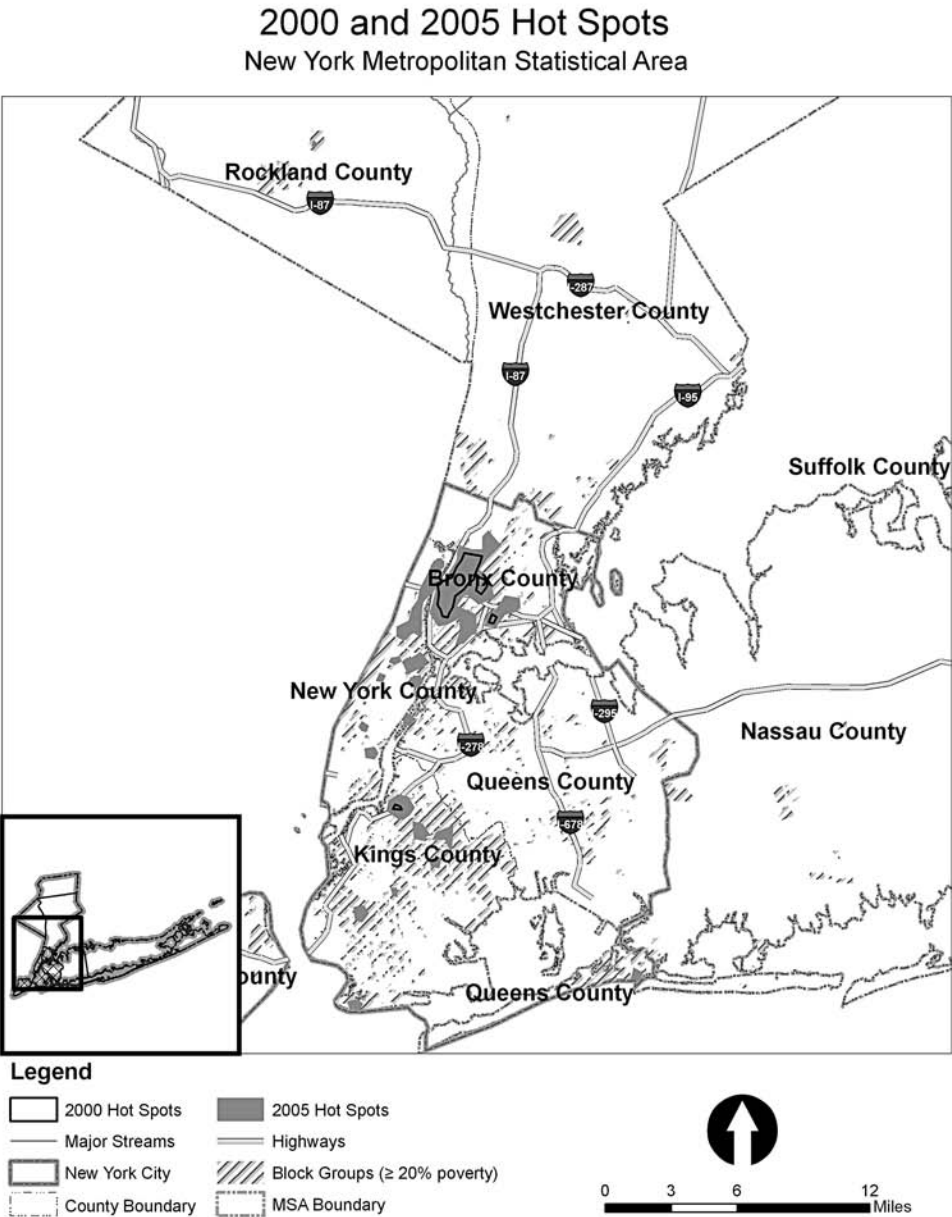 2000 and 2005 Hot Spots
New York Metropolitan Statistical Area
Rockland County
I-87
I-287
Westchester County
I-87
I-95
Suffolk County
Bronx County
New York County
I-295
Nassau County
I-278
Queens County
I-678
Kings County
ounty
Queens County
Legend
2000 Hot Spots
2005 Hot Spots
Major Streams
Highways
New York City
Block Groups (≥ 20% poverty)
County Boundary
MSA Boundary
0 3 6 12
Miles